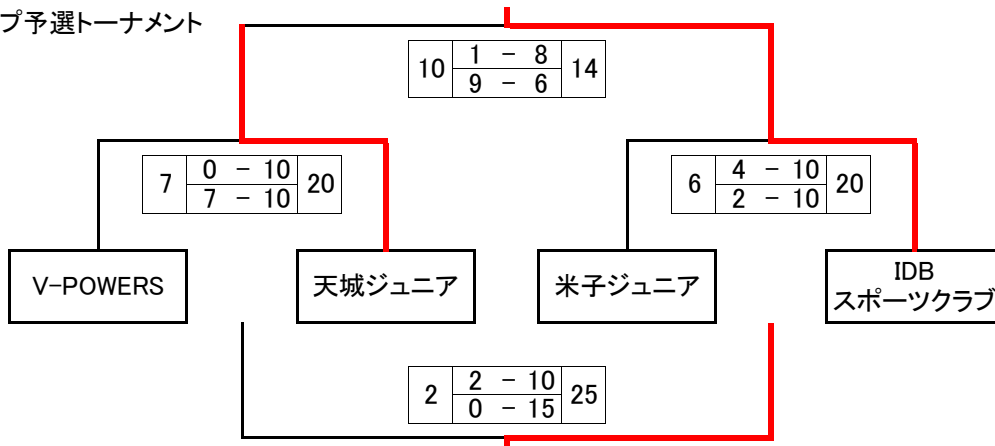 プ予選トーナメント
10 1 - 8 14
9 - 6
7 0 - 10 20
7 - 10
6 4 - 10 20
2 - 10
V-POWERS
天城ジュニア
米子ジュニア
IDB
スポーツクラブ
2 2 - 10 25
0 - 15